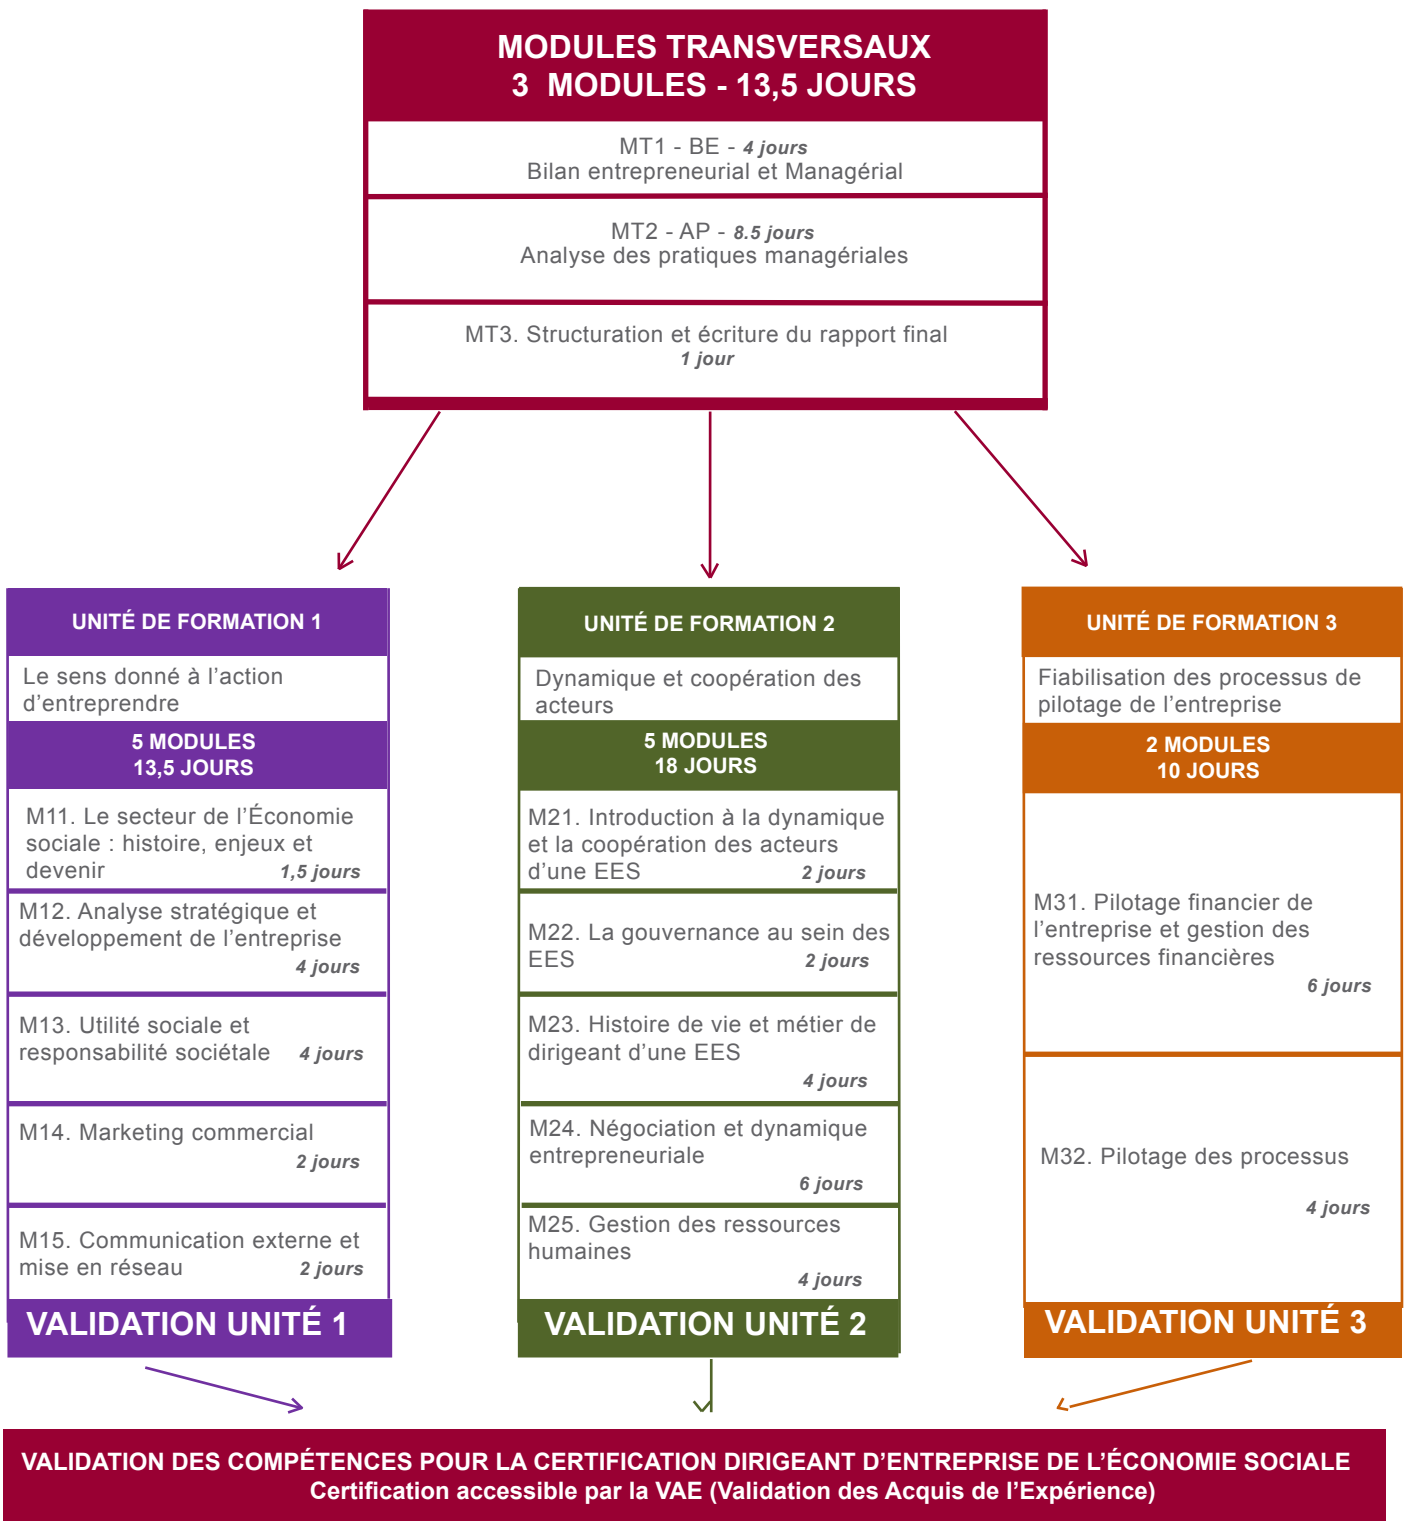 MODULES TRANSVERSAUX
3 MODULES - 13,5 JOURS
MT1 - BE - 4 jours
Bilan entrepreneurial et Managérial
MT2 - AP - 8.5 jours
Analyse des pratiques managériales
MT3. Structuration et écriture du rapport final
1 jour
UNITÉ DE FORMATION 1
Le sens donné à l’action
d’entreprendre
5 MODULES
13,5 JOURS
M11. Le secteur de l’Économie
sociale : histoire, enjeux et
devenir 1,5 jours
M12. Analyse stratégique et
développement de l’entreprise
4 jours
M13. Utilité sociale et
responsabilité sociétale 4 jours
M14. Marketing commercial
2 jours
M15. Communication externe et
mise en réseau 2 jours
VALIDATION UNITÉ 1
UNITÉ DE FORMATION 2
Dynamique et coopération des
acteurs
5 MODULES
18 JOURS
M21. Introduction à la dynamique
et la coopération des acteurs
d’une EES 2 jours
M22. La gouvernance au sein des
EES 2 jours
M23. Histoire de vie et métier de
dirigeant d’une EES
4 jours
M24. Négociation et dynamique
entrepreneuriale
6 jours
M25. Gestion des ressources
humaines
4 jours
VALIDATION UNITÉ 2
UNITÉ DE FORMATION 3
Fiabilisation des processus de
pilotage de l’entreprise
2 MODULES
10 JOURS
M31. Pilotage financier de
l’entreprise et gestion des
ressources financières
6 jours
M32. Pilotage des processus
4 jours
VALIDATION UNITÉ 3
VALIDATION DES COMPÉTENCES POUR LA CERTIFICATION DIRIGEANT D’ENTREPRISE DE L’ÉCONOMIE SOCIALE
Certification accessible par la VAE (Validation des Acquis de l’Expérience)